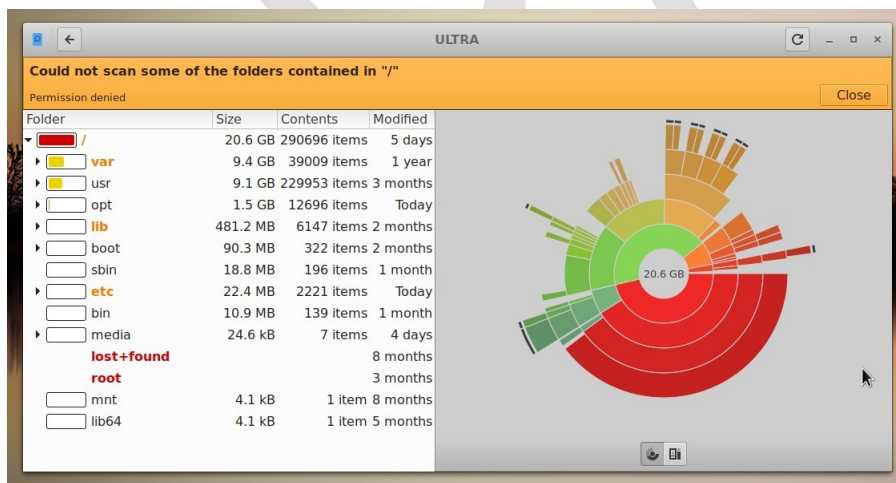 ULTRA
Could not scan some of the folders contained in "/"
Permission denied
Close
Folder Size Contents Modified
/ 20.6 GB 290696 items 5 days
var 9.4 GB 39009 items 1 year
usr 9.1 GB 229953 items 3 months
opt 1.5 GB 12696 items Today
lib 481.2 MB 6147 items 2 months
boot 90.3 MB 322 items 2 months
sbin 18.8 MB 196 items 1 month
etc 22.4 MB 2221 items Today
bin 10.9 MB 139 items 1 month
media 24.6 kB 7 items 4 days
lost+found 8 months
root 3 months
mnt 4.1 kB 1 item 8 months
lib64 4.1 kB 1 item 5 months
20.6 GB